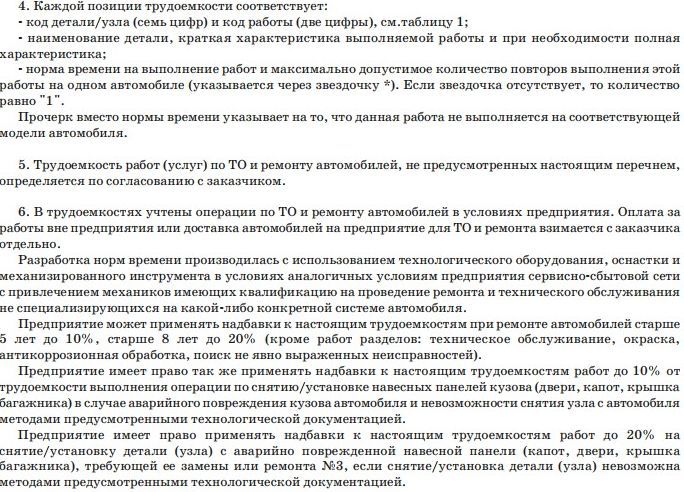 4. Каждой позиции трудоемкости соответствует:
- код детали/узла (семь цифр) и код работы (две цифры), см.таблицу 1;
- наименование детали, краткая характеристика выполняемой работы и при необходимости полная
характеристика;
- норма времени на выполнение работ и максимально допустимое количество повторов выполнения этой
работы на одном автомобиле (указывается через звездочку *). Если звездочка отсутствует, то количество
равно "1".
Прочерк вместо нормы времени указывает на то, что данная работа не выполняется на соответствующей
модели автомобиля.
5. Трудоемкость работ (услуг) по ТО и ремонту автомобилей, не предусмотренных настоящим перечнем,
определяется по согласованию с заказчиком.
6. В трудоемкостях учтены операции по ТО и ремонту автомобилей в условиях предприятия. Оплата за
работы вне предприятия или доставка автомобилей на предприятие для ТО и ремонта взимается с заказчика
отдельно.
Разработка норм времени производилась с использованием технологического оборудования, оснастки и
механизированного инструмента в условиях аналогичных условиям предприятия сервисно-сбытовой сети
с привлечением механиков имеющих квалификацию на проведение ремонта и технического обслуживания
не специализирующихся на какой-либо конкретной системе автомобиля.
Предприятие может применять надбавки к настоящим трудоемкостям при ремонте автомобилей старше
5 лет до 10%, старше 8 лет до 20% (кроме работ разделов: техническое обслуживание, окраска,
антикоррозионная обработка, поиск не явно выраженных неисправностей).
Предприятие имеет право так же применять надбавки к настоящим трудоемкостям работ до 10% от
трудоемкости выполнения операции по снятию/установке навесных панелей кузова (двери, капот, крышка
багажника) в случае аварийного повреждения кузова автомобиля и невозможности снятия узла с автомобиля
методами предусмотренными технологической документацией.
Предприятие имеет право применять надбавки к настоящим трудоемкостям работ до 20% на
снятие/установку детали (узла) с аварийно поврежденной навесной панели (капот, двери, крышка
багажника), требующей ее замены или ремонта №3, если снятие/установка детали (узла) невозможна
методами предусмотренными технологической документацией.